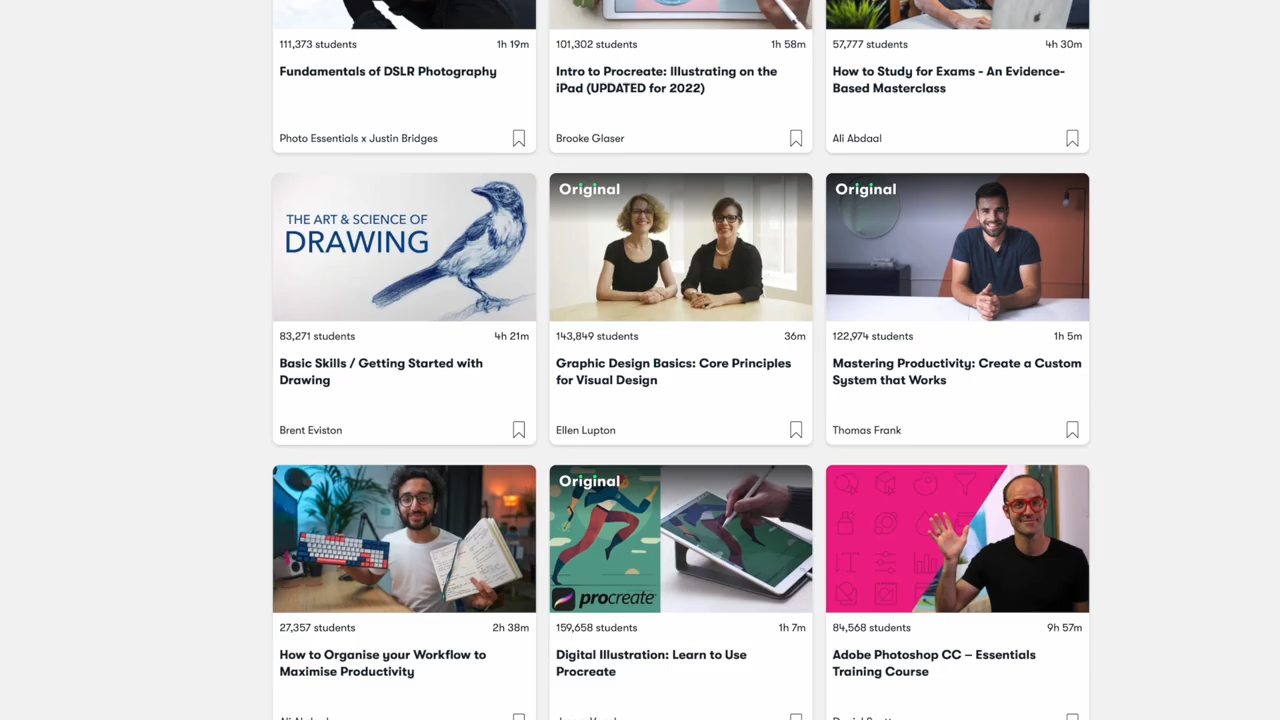 111,373 students 1h 19m
Fundamentals of DSLR Photography
Photo Essentials x Justin Bridges
101,302 students 1h 58m
Intro to Procreate: Illustrating on the
iPad (UPDATED for 2022)
Brooke Glaser
57,777 students 4h 30m
How to Study for Exams - An Evidence-
Based Masterclass
Ali Abdaal
THE ART & SCIENCE OF
DRAWING
83,271 students 4h 21m
Basic Skills / Getting Started with
Drawing
Brent Eviston
Original
143,849 students 36m
Graphic Design Basics: Core Principles
for Visual Design
Ellen Lupton
Original
122,974 students 1h 5m
Mastering Productivity: Create a Custom
System that Works
Thomas Frank
27,357 students 2h 38m
How to Organise your Workflow to
Maximise Productivity
Original
procreate
159,658 students 1h 7m
Digital Illustration: Learn to Use
Procreate
84,568 students 9h 57m
Adobe Photoshop CC – Essentials
Training Course